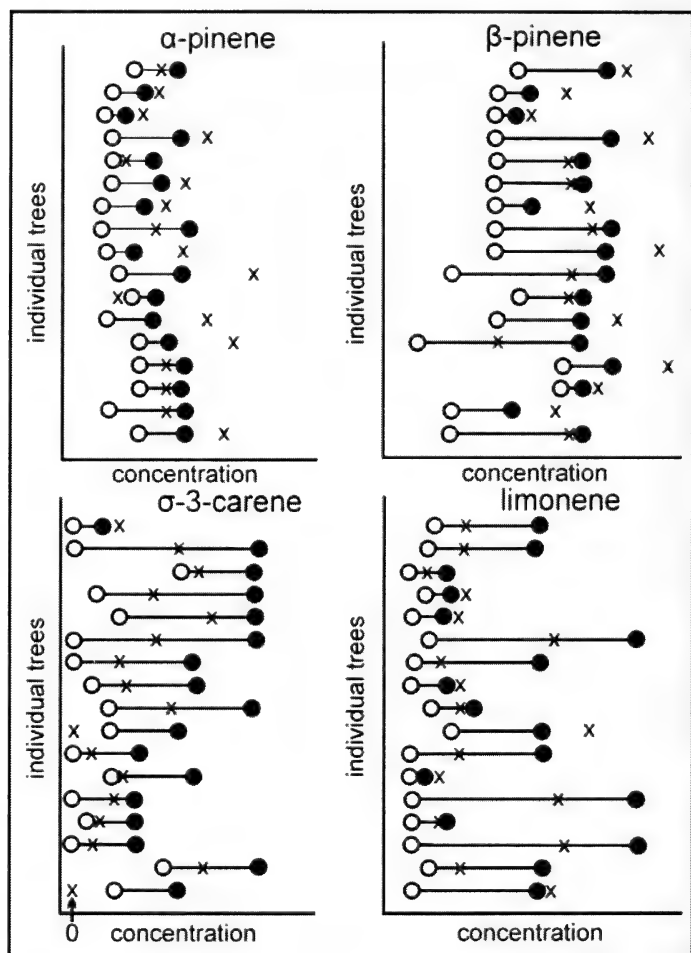 α-pinene
β-pinene
individual trees
individual trees
concentration
concentration
σ-3-carene
limonene
individual trees
individual trees
0
concentration
concentration